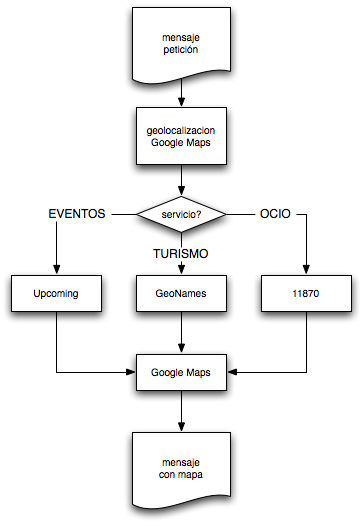 mensaje
petición
geolocalizacion
Google Maps
servicio?
EVENTOS
OCIO
TURISMO
Upcoming
GeoNames
11870
Google Maps
mensaje
con mapa